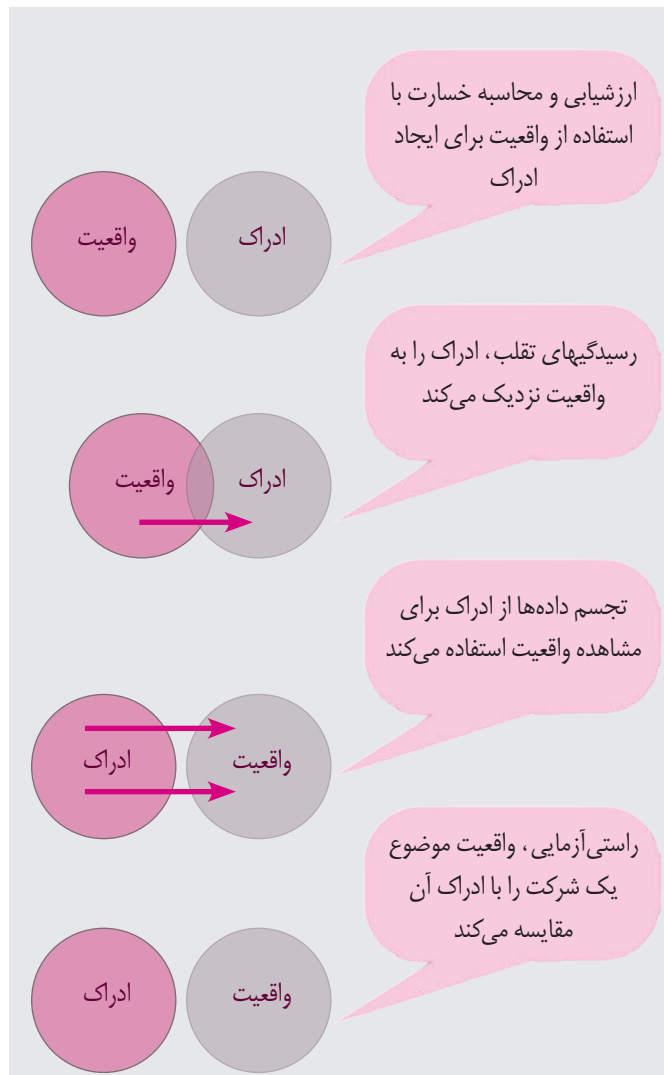 ارزشیابی و محاسبه خسارت با
استفاده از واقعیت برای ایجاد
ادراک
ادراک
واقعیت
رسیدگیهای تقلب، ادراک را به
واقعیت نزدیک می‌کند
ادراک
واقعیت
تجسم داده‌ها از ادراک برای
مشاهده واقعیت استفاده می‌کند
واقعیت
ادراک
راستی‌آزمایی، واقعیت موضوع
یک شرکت را با ادراک آن
مقایسه می‌کند
واقعیت
ادراک